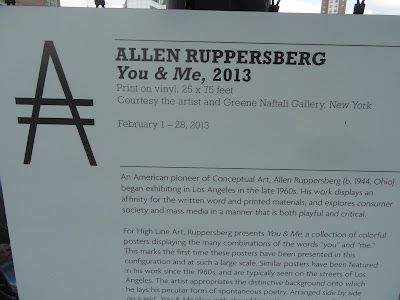 ALLEN RUPPERSBERG
You & Me, 2013
Print on vinyl, 25 x 75 feet
Courtesy the artist and Greene Naftali Gallery, New York
February 1 – 28, 2013
An American pioneer of Conceptual Art, Allen Ruppersberg (b. 1944, Ohio)
began exhibiting in Los Angeles in the late 1960s. His work displays an
affinity for the written word and printed materials, and explores consumer
society and mass media in a manner that is both playful and critical.
For High Line Art, Ruppersberg presents You & Me, a collection of colorful
posters displaying the many combinations of the words “you” and “me.”
This marks the first time these posters have been presented in this
configuration and at such a large scale. Similar posters have been featured
in his work since the 1980s, and are typically seen on the streets of Los
Angeles. The artist appropriates the distinctive background onto which
he lays his peculiar form of spontaneous poetry. Arranged side by side
on a grid, You & Me